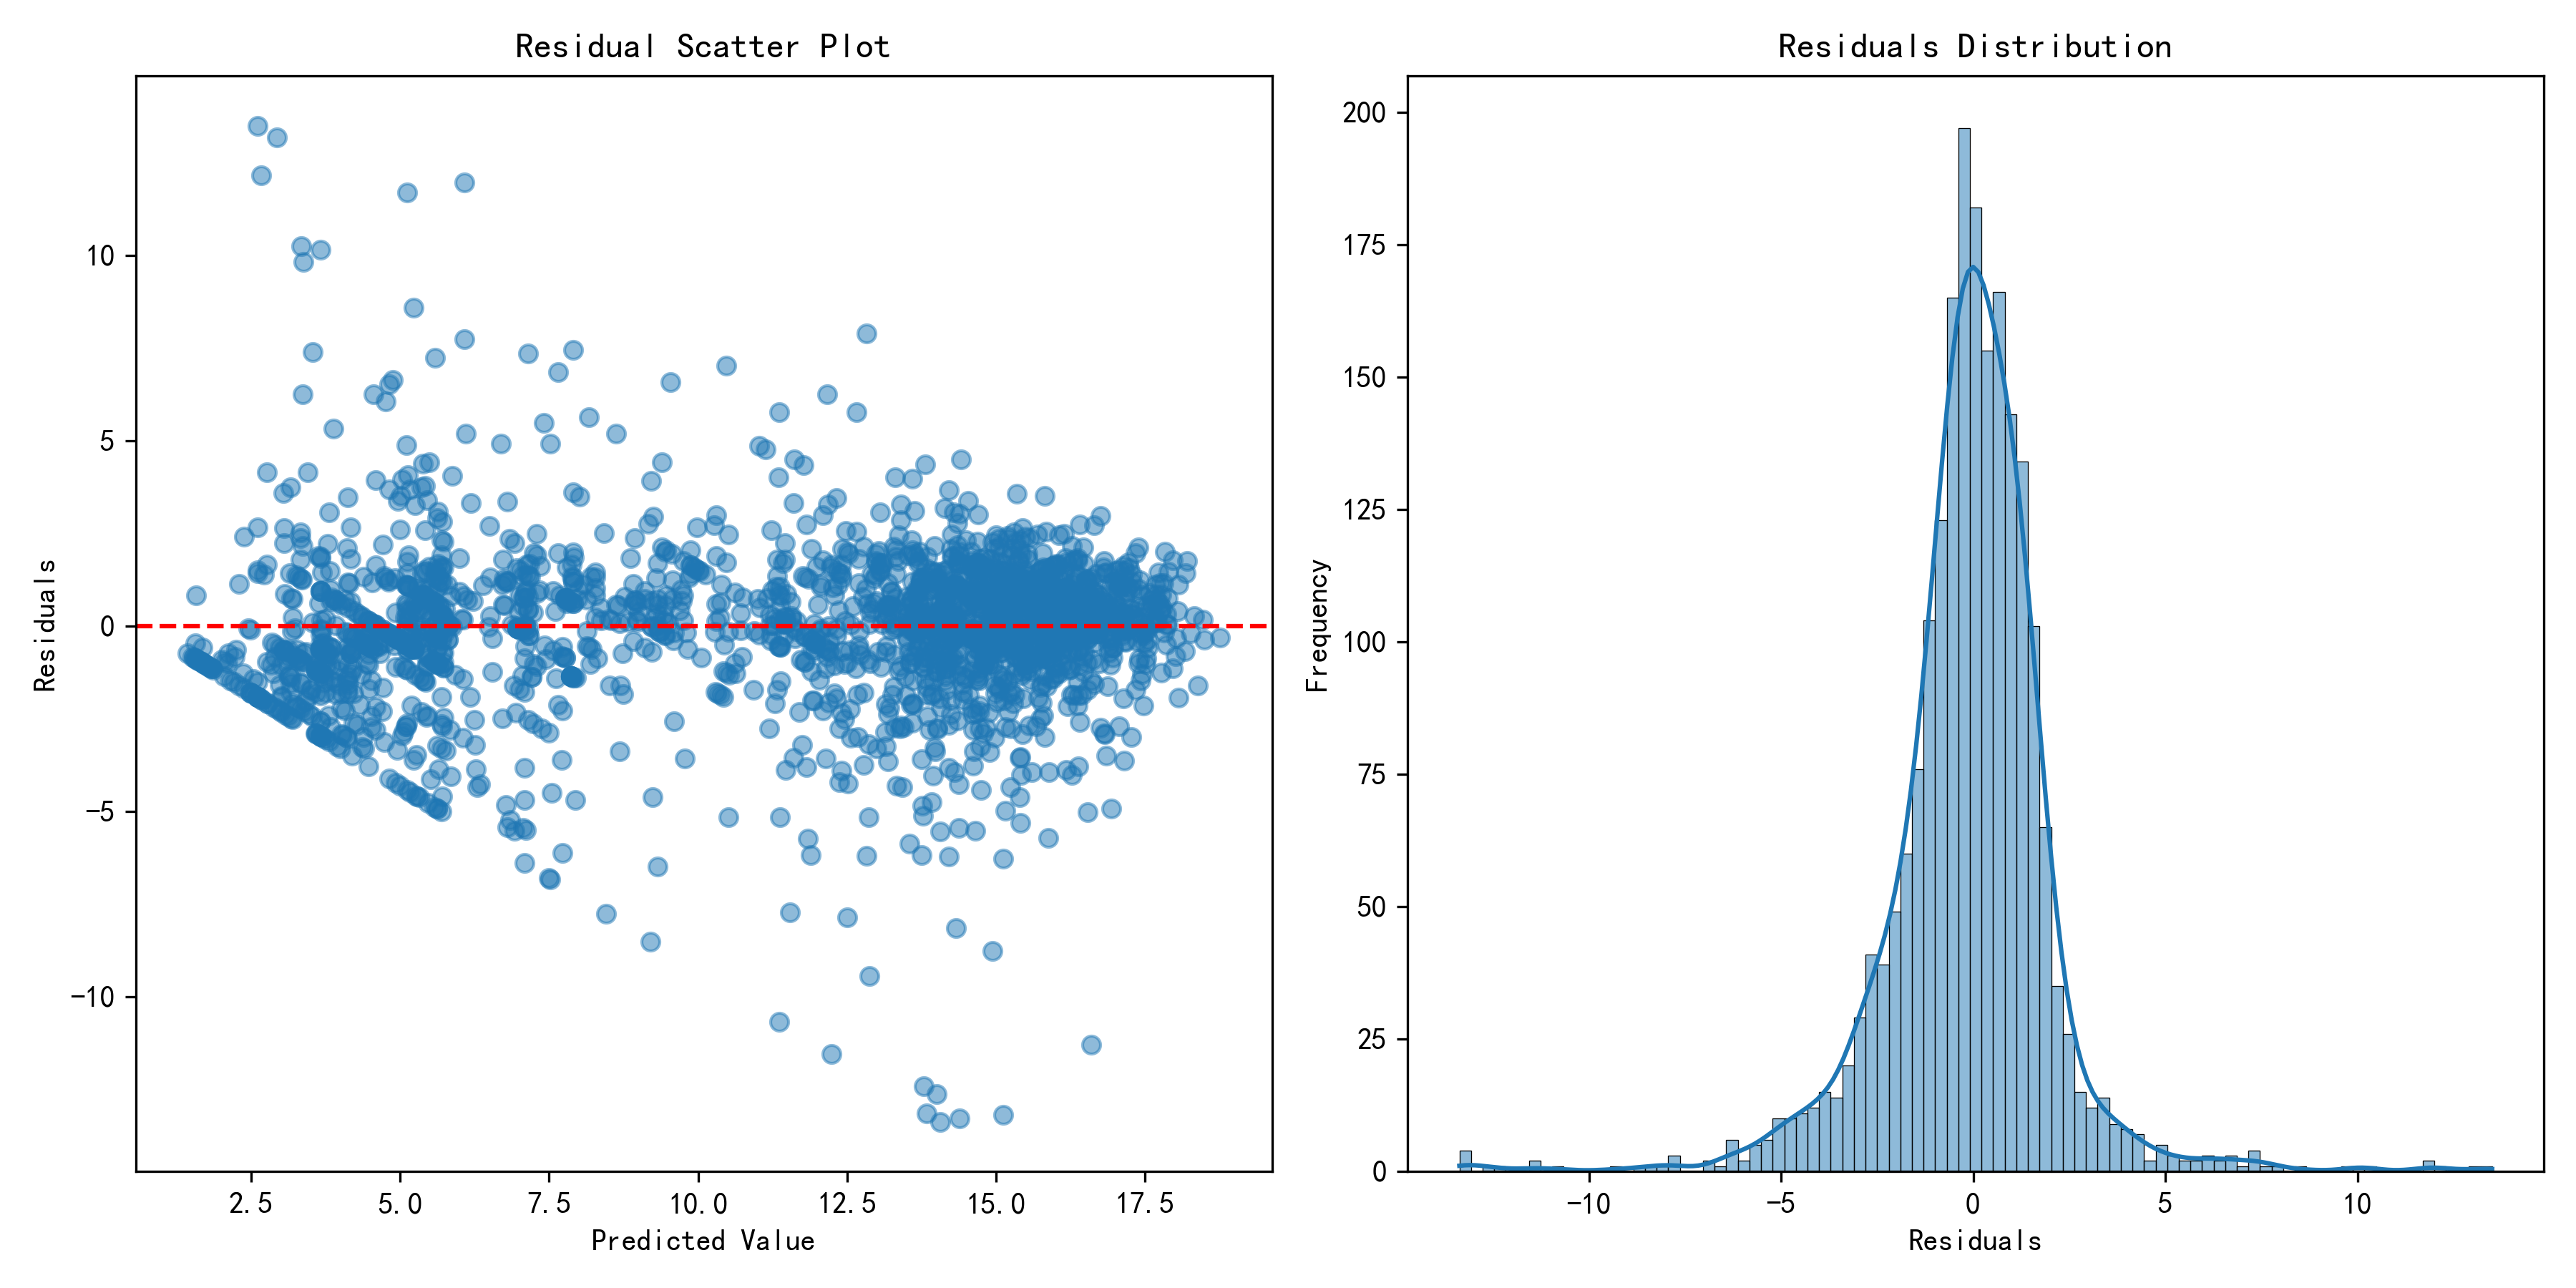 Residual Scatter Plot
Residuals
10
5
0
−5
−10
2.5 5.0 7.5 10.0 12.5 15.0 17.5
Predicted Value
Residuals Distribution
Frequency
200
175
150
125
100
75
50
25
0
−10 −5 0 5 10
Residuals